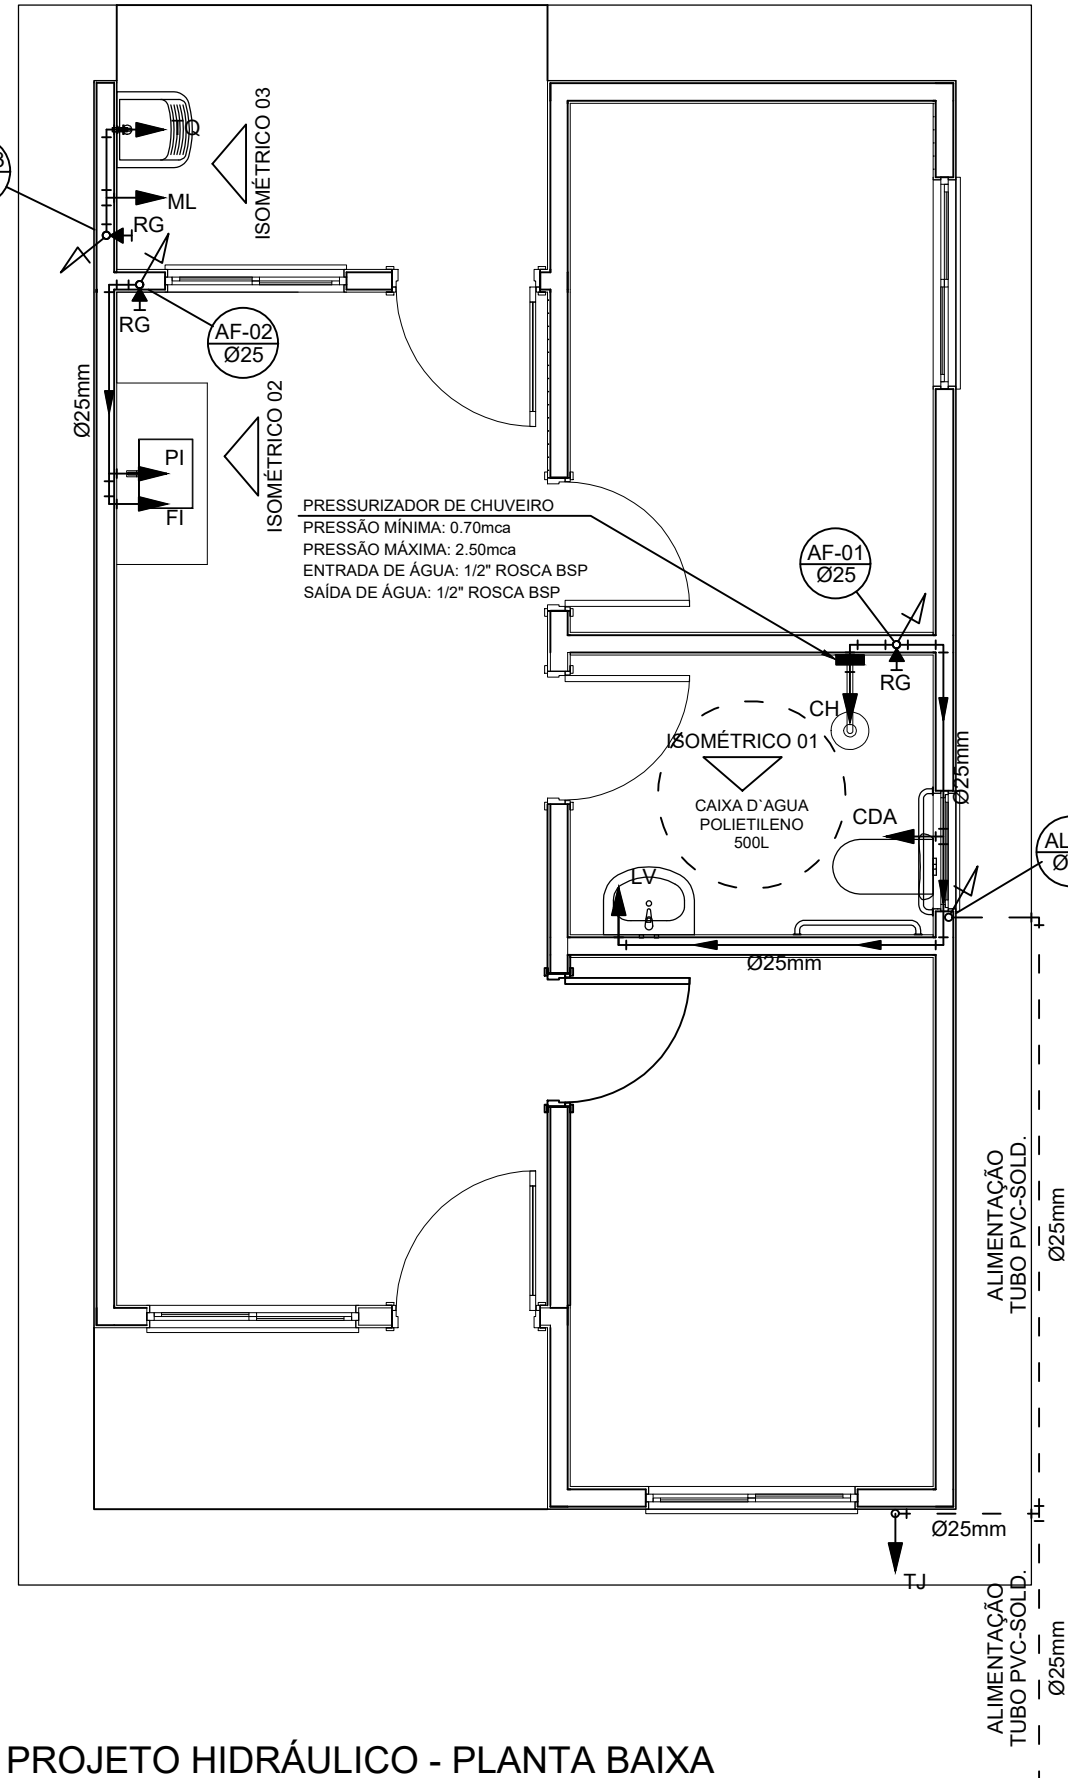 TQ
ISOMÉTRICO 03
ML
RG
RG
AF-02
Ø25
Ø25mm
ISOMÉTRICO 02
PI
FI
PRESSURIZADOR DE CHUVEIRO
PRESSÃO MÍNIMA: 0.70mca
PRESSÃO MÁXIMA: 2.50mca
ENTRADA DE ÁGUA: 1/2" ROSCA BSP
SAÍDA DE ÁGUA: 1/2" ROSCA BSP
AF-01
Ø25
RG
CH
ISOMÉTRICO 01
Ø25mm
CAIXA D`AGUA
POLIETILENO
500L
CDA
AL
Ø
LV
Ø25mm
ALIMENTAÇÃO
TUBO PVC-SOLD.
Ø25mm
Ø25mm
TJ
ALIMENTAÇÃO
TUBO PVC-SOLD.
Ø25mm
PROJETO HIDRÁULICO - PLANTA BAIXA